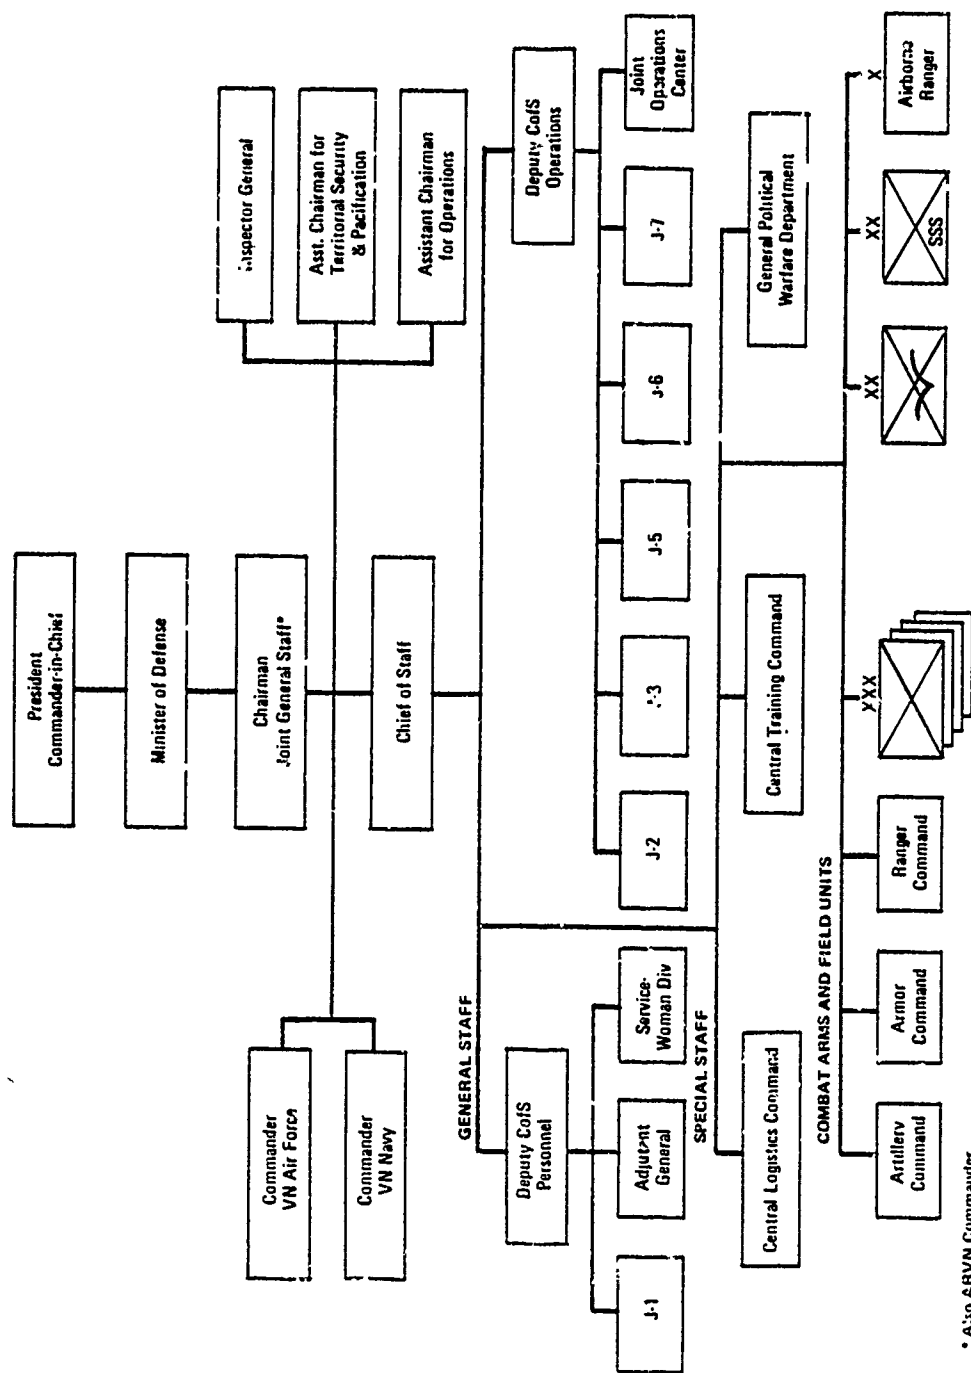 President
Commander-in-Chief
Minister of Defense
Chairman
Joint General Staff*
Inspector General
Asst. Chairman for
Territorial Security
& Pacification
Assistant Chairman
for Operations
Commander
VN Air Force
Commander
VN Navy
Chief of Staff
GENERAL STAFF
Deputy CofS
Personnel
Deputy CofS
Operations
J-1
Adjutant
General
Service-
Woman Div
J-2
J-5
J-6
J-7
Joint
Operations
Center
SPECIAL STAFF
Central Logistics Command
Central Training Command
General Political
Warfare Department
COMBAT ARMS AND FIELD UNITS
Artillery
Command
Armor
Command
Ranger
Command
XX
XX
SSS
X
Airborne
Ranger
* Also ARVN Commander